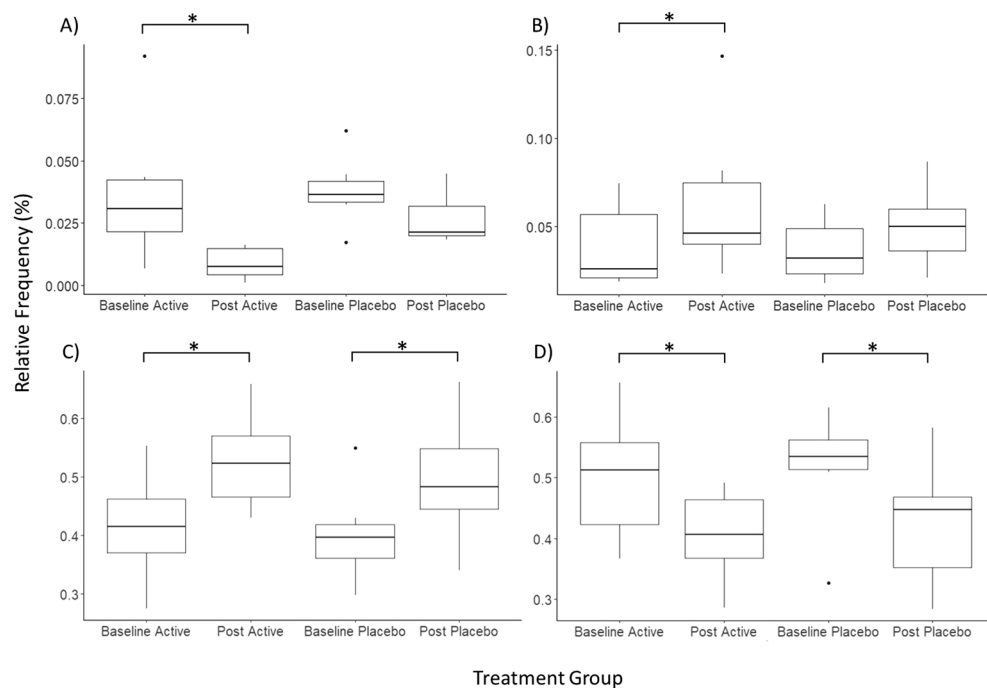 A)
*
0.075
0.050
0.025
0.000
Baseline Active Post Active Baseline Placebo Post Placebo
B)
*
0.15
0.10
0.05
Baseline Active Post Active Baseline Placebo Post Placebo
Relative Frequency (%)
C)
* *
0.6
0.5
0.4
0.3
Baseline Active Post Active Baseline Placebo Post Placebo
D)
* *
0.6
0.5
0.4
0.3
Baseline Active Post Active Baseline Placebo Post Placebo
Treatment Group